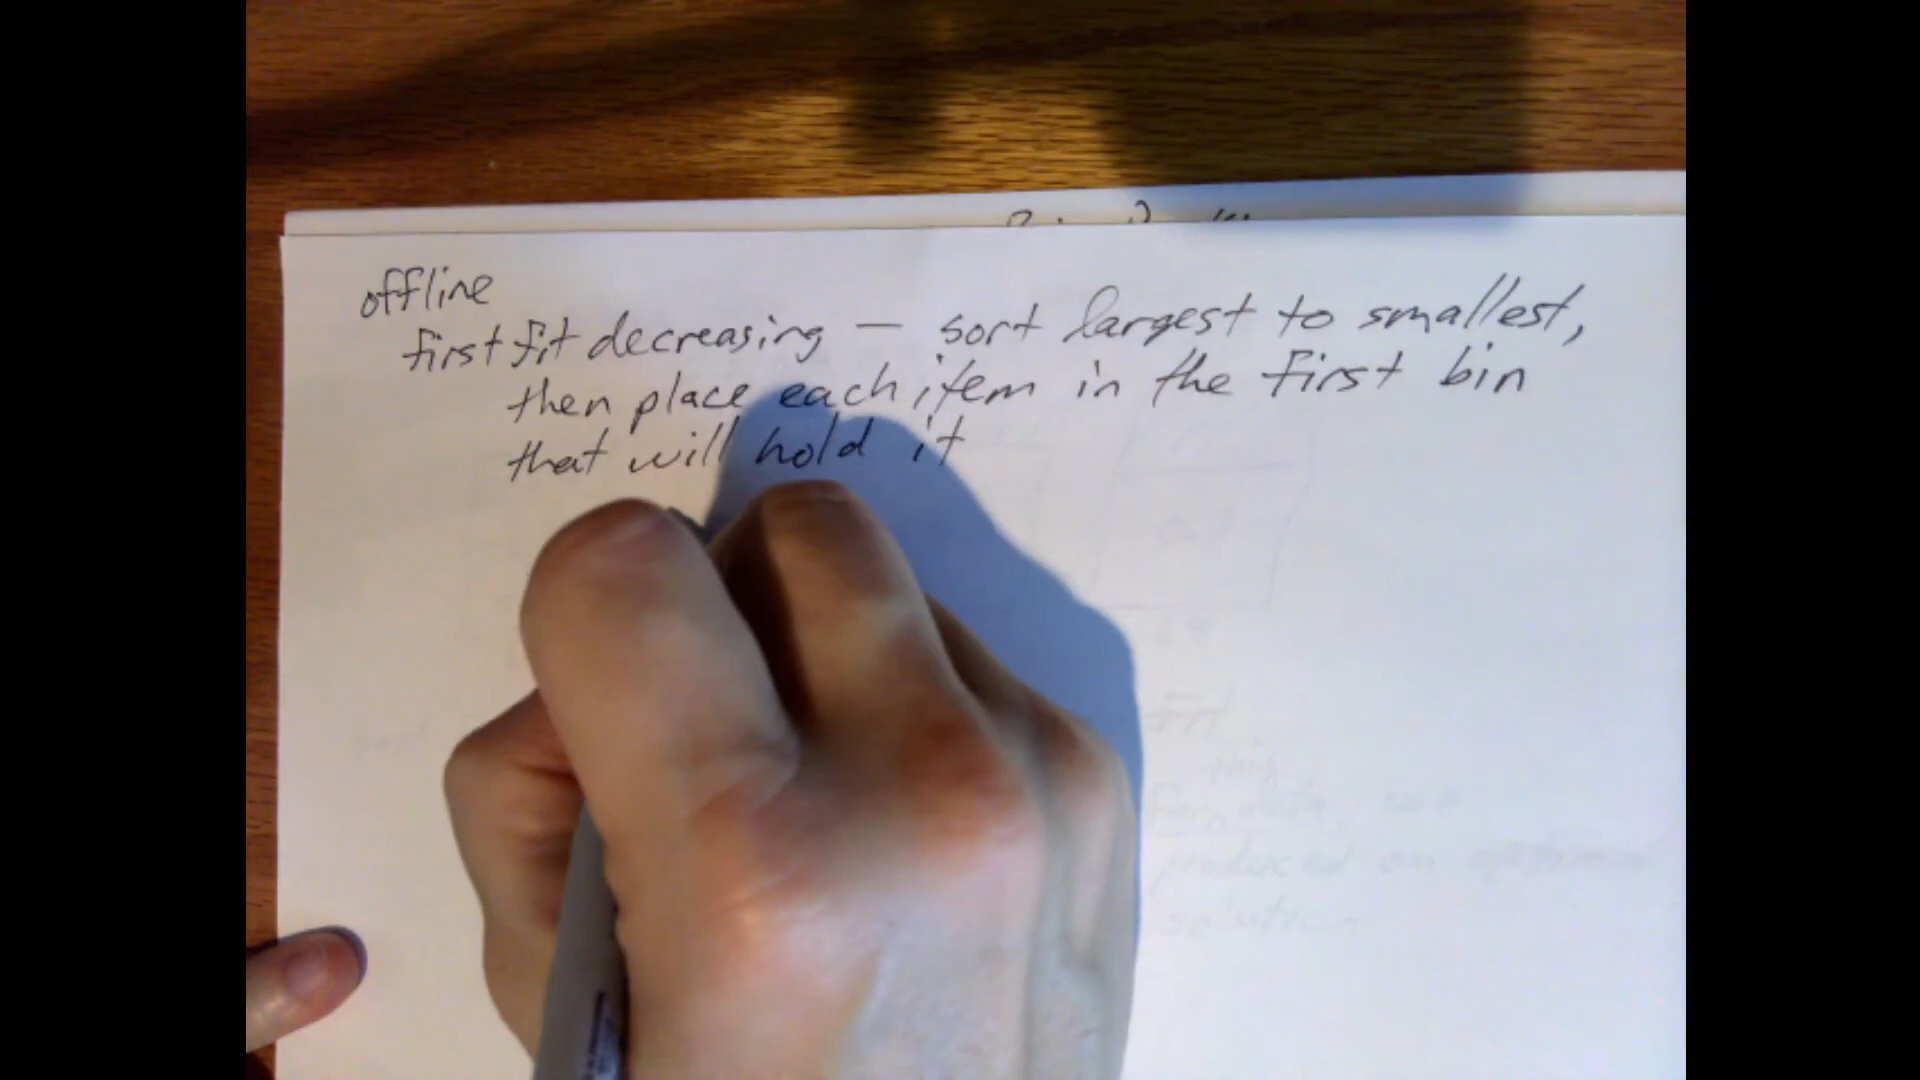 offline
first fit decreasing — sort largest to smallest,
then place each item in the first bin
that will hold it